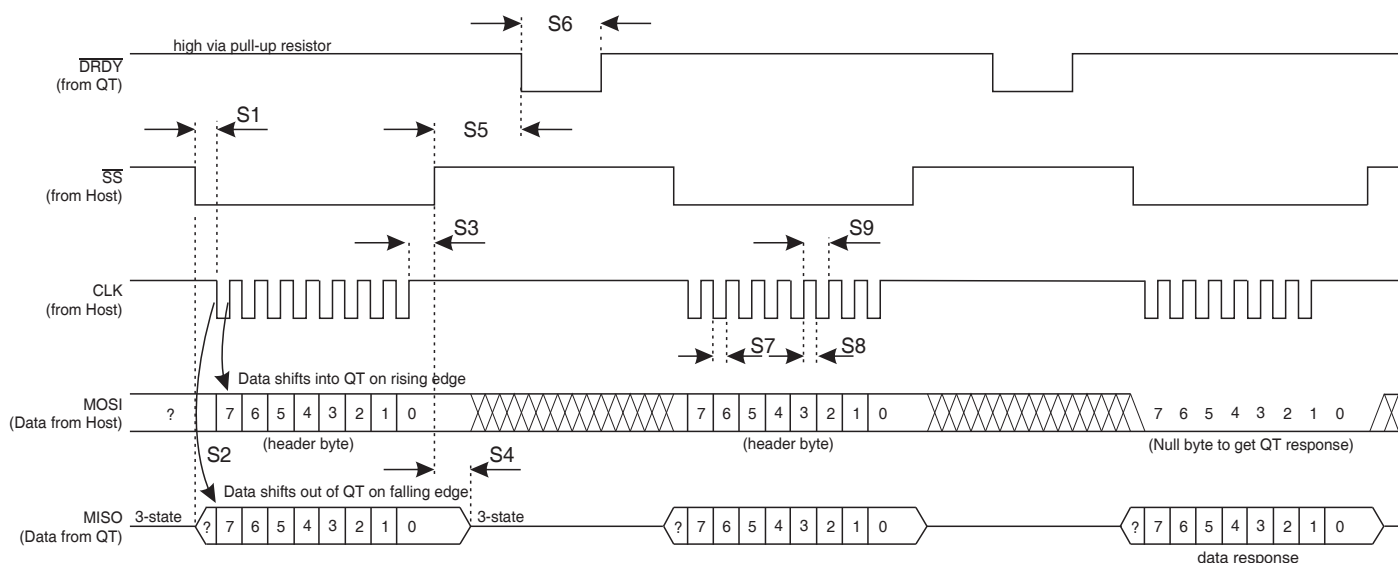 S6
high via pull-up resistor
DRDY
(from QT)
S1
S5
SS
(from Host)
S3
S9
CLK
(from Host)
S7
S8
Data shifts into QT on rising edge
MOSI
(Data from Host)
? 7 6 5 4 3 2 1 0
7 6 5 4 3 2 1 0
7 6 5 4 3 2 1 0
(header byte)
(header byte)
(Null byte to get QT response)
S2
S4
Data shifts out of QT on falling edge
MISO
(Data from QT)
3-state
? 7 6 5 4 3 2 1 0
3-state
? 7 6 5 4 3 2 1 0
? 7 6 5 4 3 2 1 0
data response